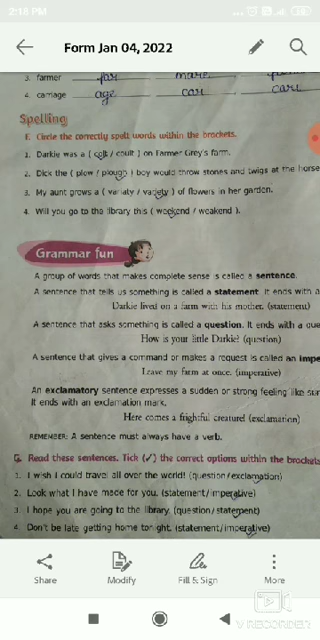 2:18 PM
Form Jan 04, 2022
3. farmer far mare
4. carriage age car
Spelling
F. Circle the correctly spelt words within the brackets.
1. Darkie was a ( colt / coult ) on Farmer Grey's farm.
2. Dick the ( plow / plough ) boy would throw stones and twigs at the horse
3. My aunt grows a ( variaty / variety ) of flowers in her garden.
4. Will you go to the library this ( weekend / weakend ).
Grammar fun
A group of words that makes complete sense is called a sentence.
A sentence that tells us something is called a statement. It ends with a
Darkie lived on a farm with his mother. (statement)
A sentence that asks something is called a question. It ends with a que
How is your little Darkie? (question)
A sentence that gives a command or makes a request is called an impe
Leave my farm at once. (imperative)
An exclamatory sentence expresses a sudden or strong feeling like sur
It ends with an exclamation mark.
Here comes a frightful creature! (exclamation)
REMEMBER: A sentence must always have a verb.
G. Read these sentences. Tick (✓) the correct options within the brackets
1. I wish I could travel all over the world! (question/exclamation)
2. Look what I have made for you. (statement/imperative)
3. I hope you are going to the library. (question/statement)
4. Don't be late getting home tonight. (statement/imperative)
Share Modify Fill & Sign More
RECORDER